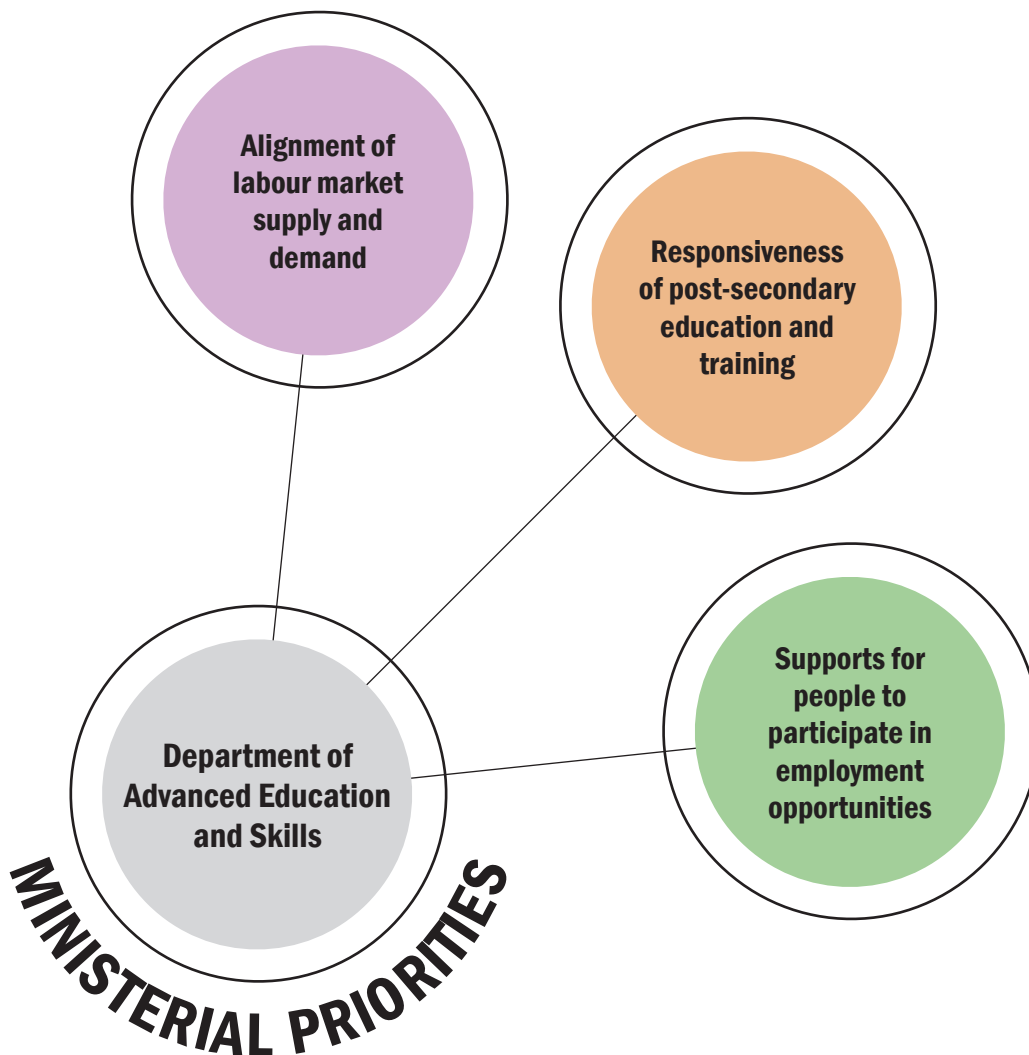 Alignment of
labour market
supply and
demand
Responsiveness
of post-secondary
education and
training
Supports for
people to
participate in
employment
opportunities
Department of
Advanced Education
and Skills
MINISTERIAL PRIORITIES